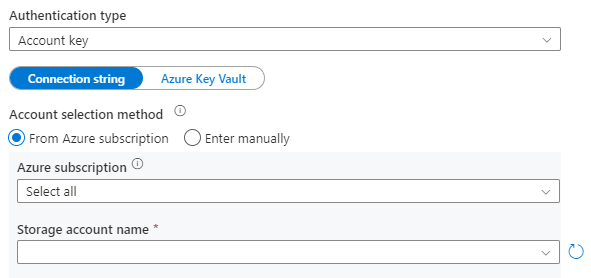 Authentication type
Account key
Connection string Azure Key Vault
Account selection method
From Azure subscription Enter manually
Azure subscription
Select all
Storage account name *